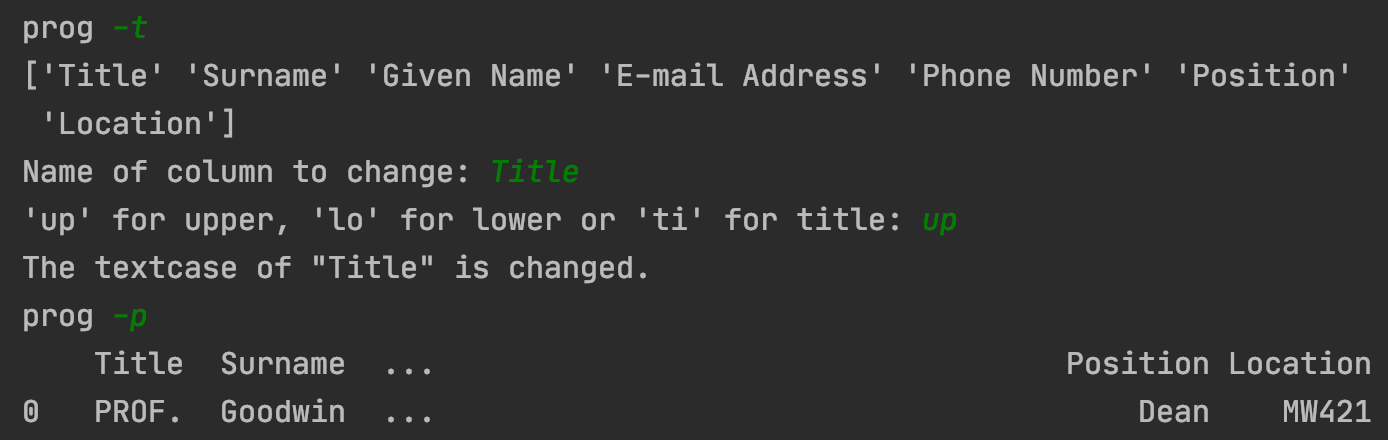 prog -t
['Title' 'Surname' 'Given Name' 'E-mail Address' 'Phone Number' 'Position'
 'Location']
Name of column to change: Title
'up' for upper, 'lo' for lower or 'ti' for title: up
The textcase of "Title" is changed.
prog -p
    Title  Surname  ...                                   Position Location
0   PROF.  Goodwin  ...                                       Dean    MW421